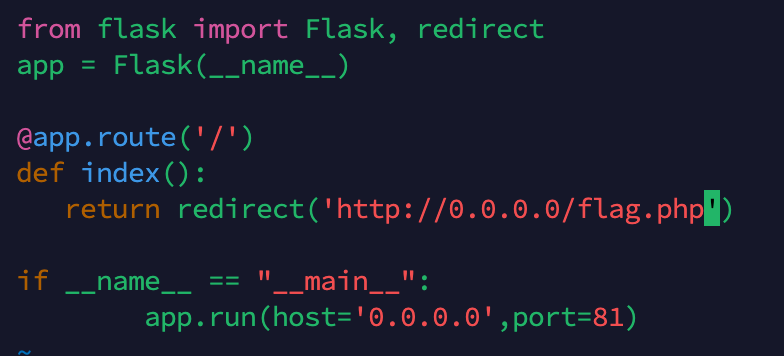 from flask import Flask, redirect
app = Flask(__name__)
@app.route('/')
def index():
   return redirect('http://0.0.0.0/flag.php')
if __name__ == "__main__":
        app.run(host='0.0.0.0',port=81)
~